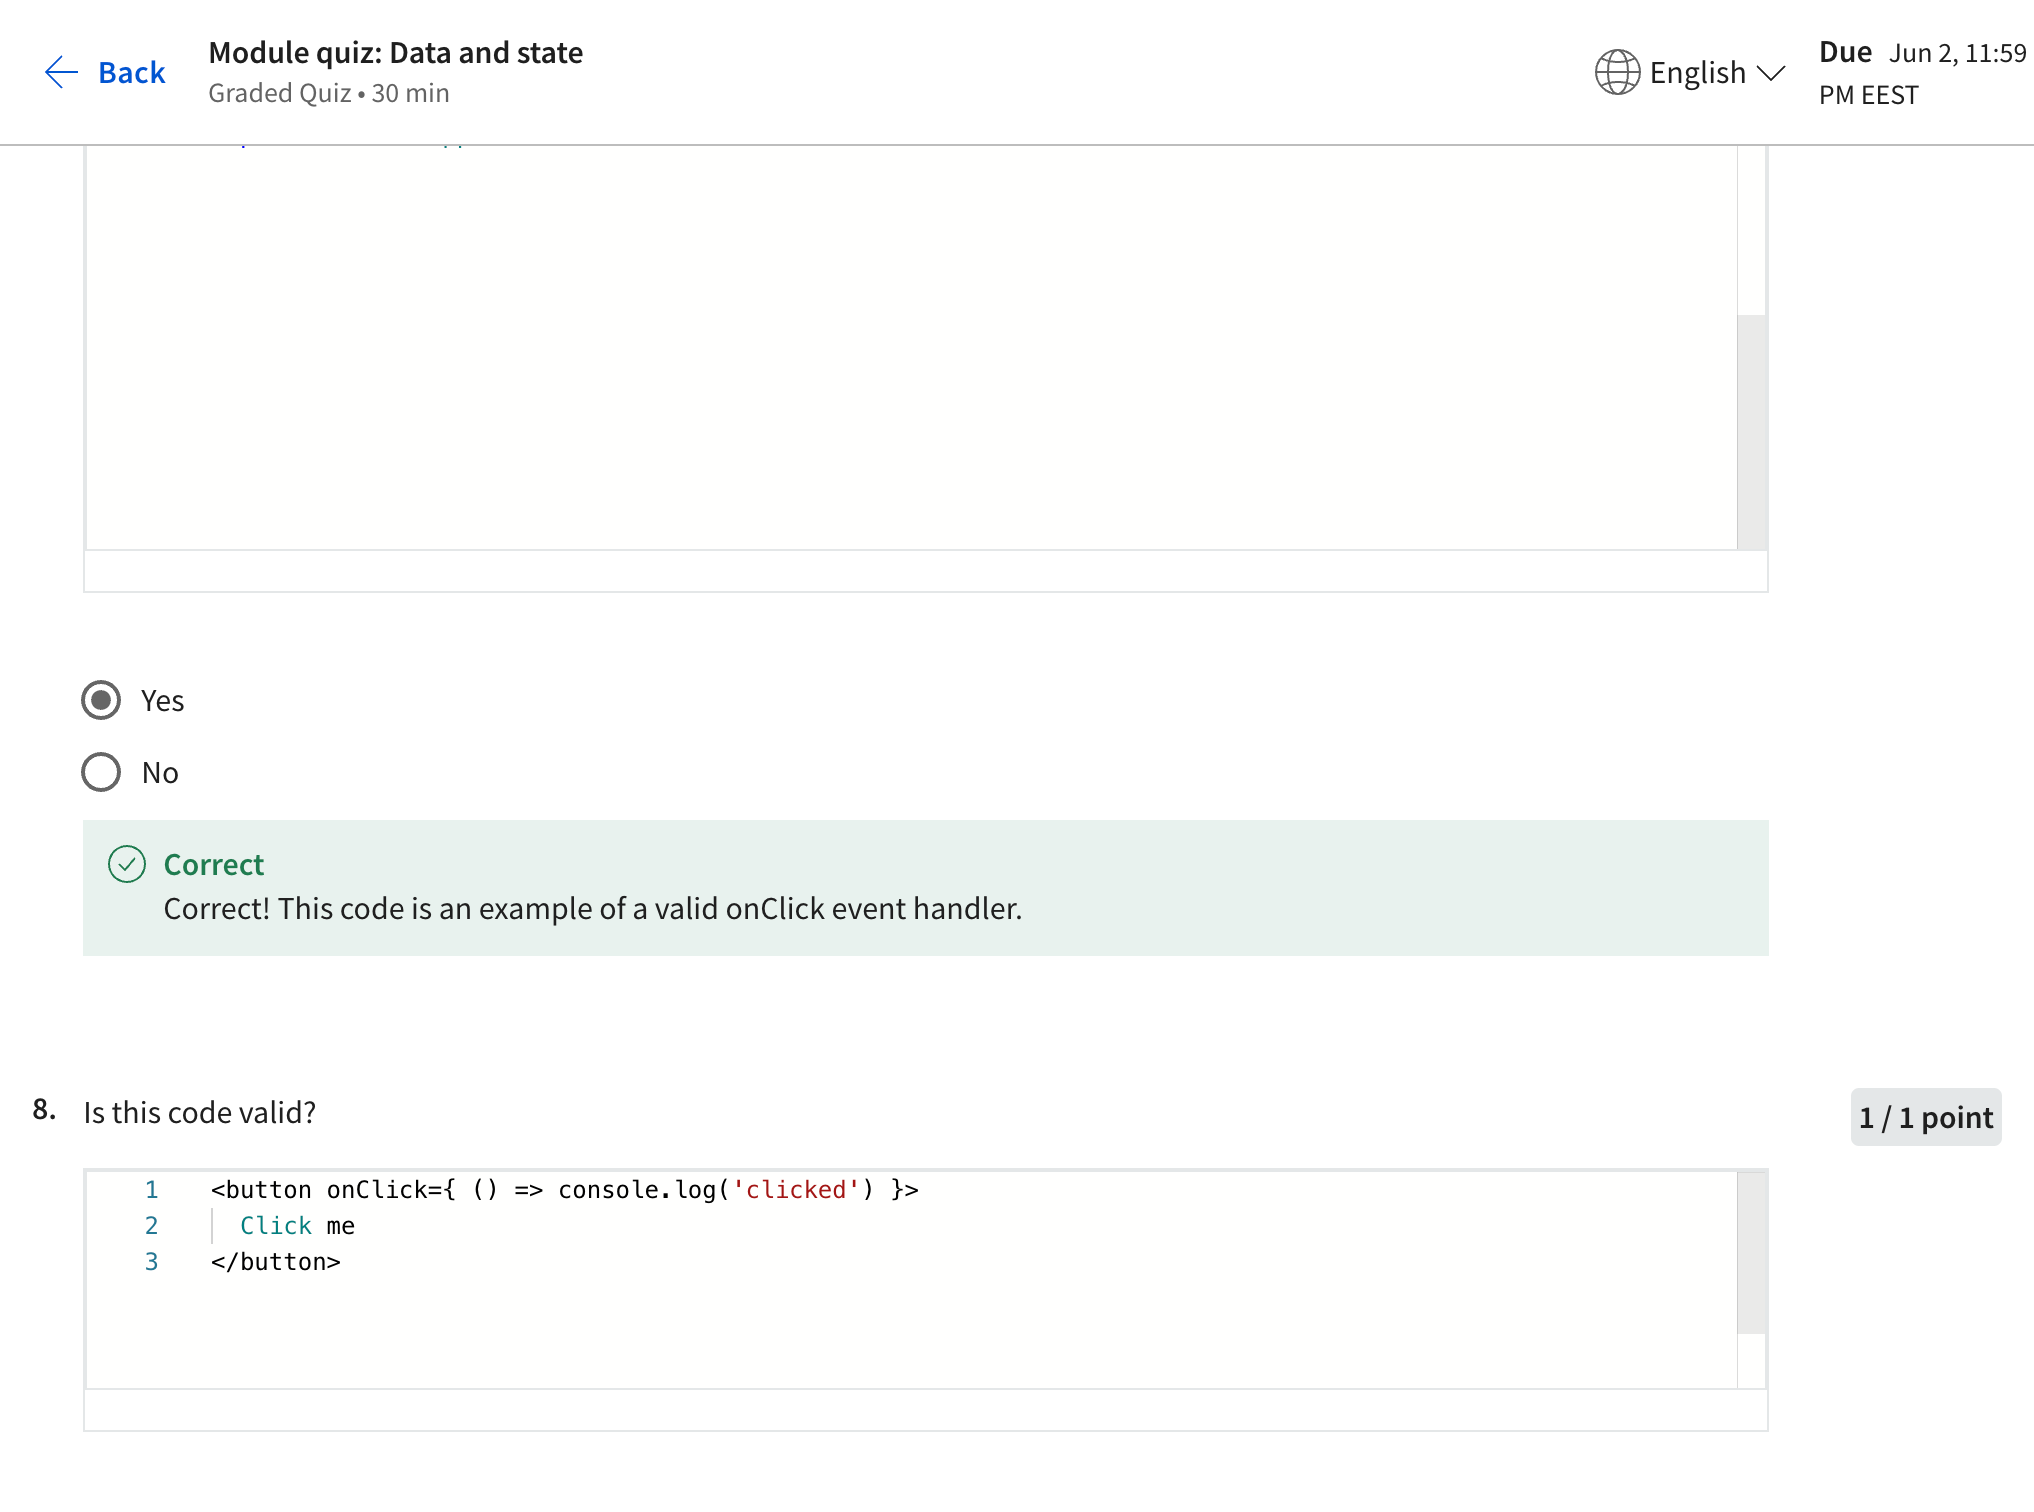 Back
Module quiz: Data and state
Graded Quiz • 30 min
English
Due Jun 2, 11:59
PM EEST
Yes
No
Correct
Correct! This code is an example of a valid onClick event handler.
8. Is this code valid?
1 / 1 point
1 <button onClick={ () => console.log('clicked') }>
2 Click me
3 </button>